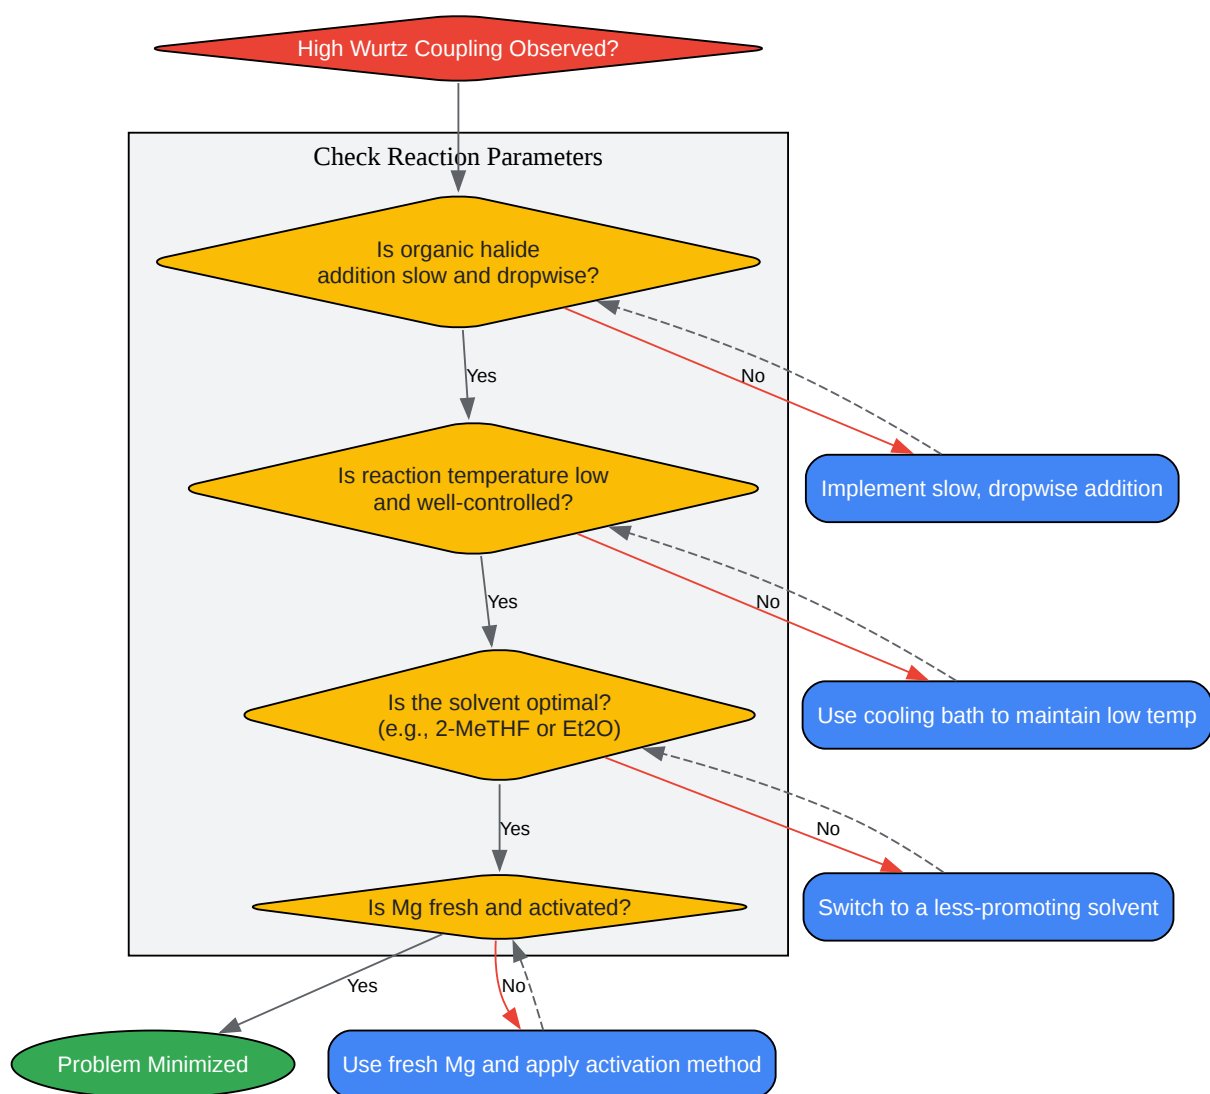 High Wurtz Coupling Observed?
Check Reaction Parameters
Is organic halide
addition slow and dropwise?
No
Yes
Is reaction temperature low
and well-controlled?
Implement slow, dropwise addition
No
Yes
Is the solvent optimal?
(e.g., 2-MeTHF or Et2O)
Use cooling bath to maintain low temp
No
Yes
Is Mg fresh and activated?
Switch to a less-promoting solvent
Yes
No
Problem Minimized
Use fresh Mg and apply activation method